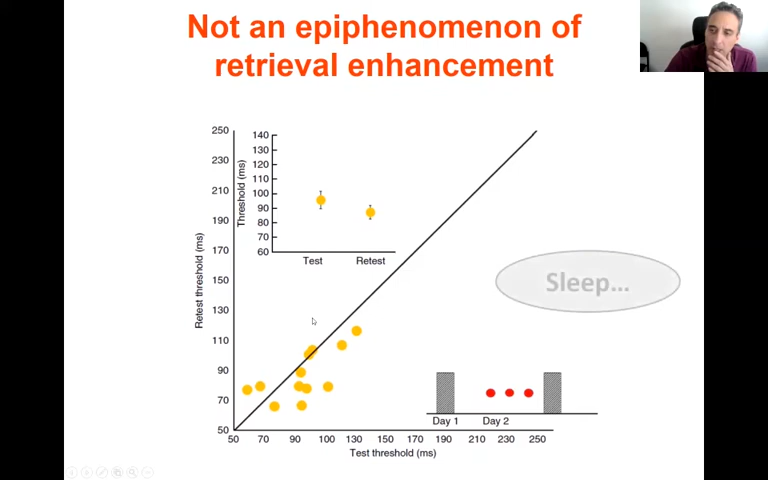 Not an epiphenomenon of
retrieval enhancement
250
230
210
190
170
150
130
110
90
70
50
Retest threshold (ms)
140
130
120
110
100
90
80
70
60
Threshold (ms)
Test Retest
Sleep...
Day 1 Day 2
50 70 90 100 130 150 170 190 210 230 250
Test threshold (ms)